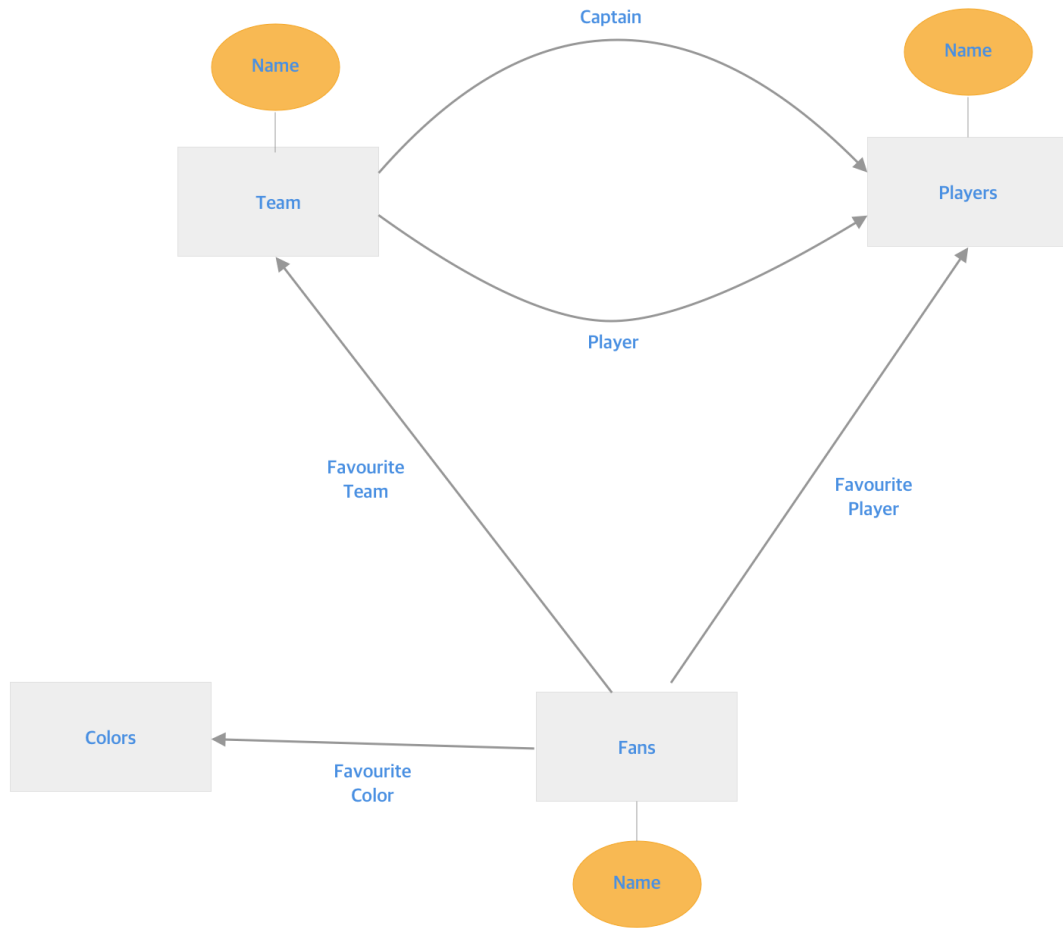 Captain
Name
Name
Team
Players
Player
Favourite
Team
Favourite
Player
Colors
Fans
Favourite
Color
Name